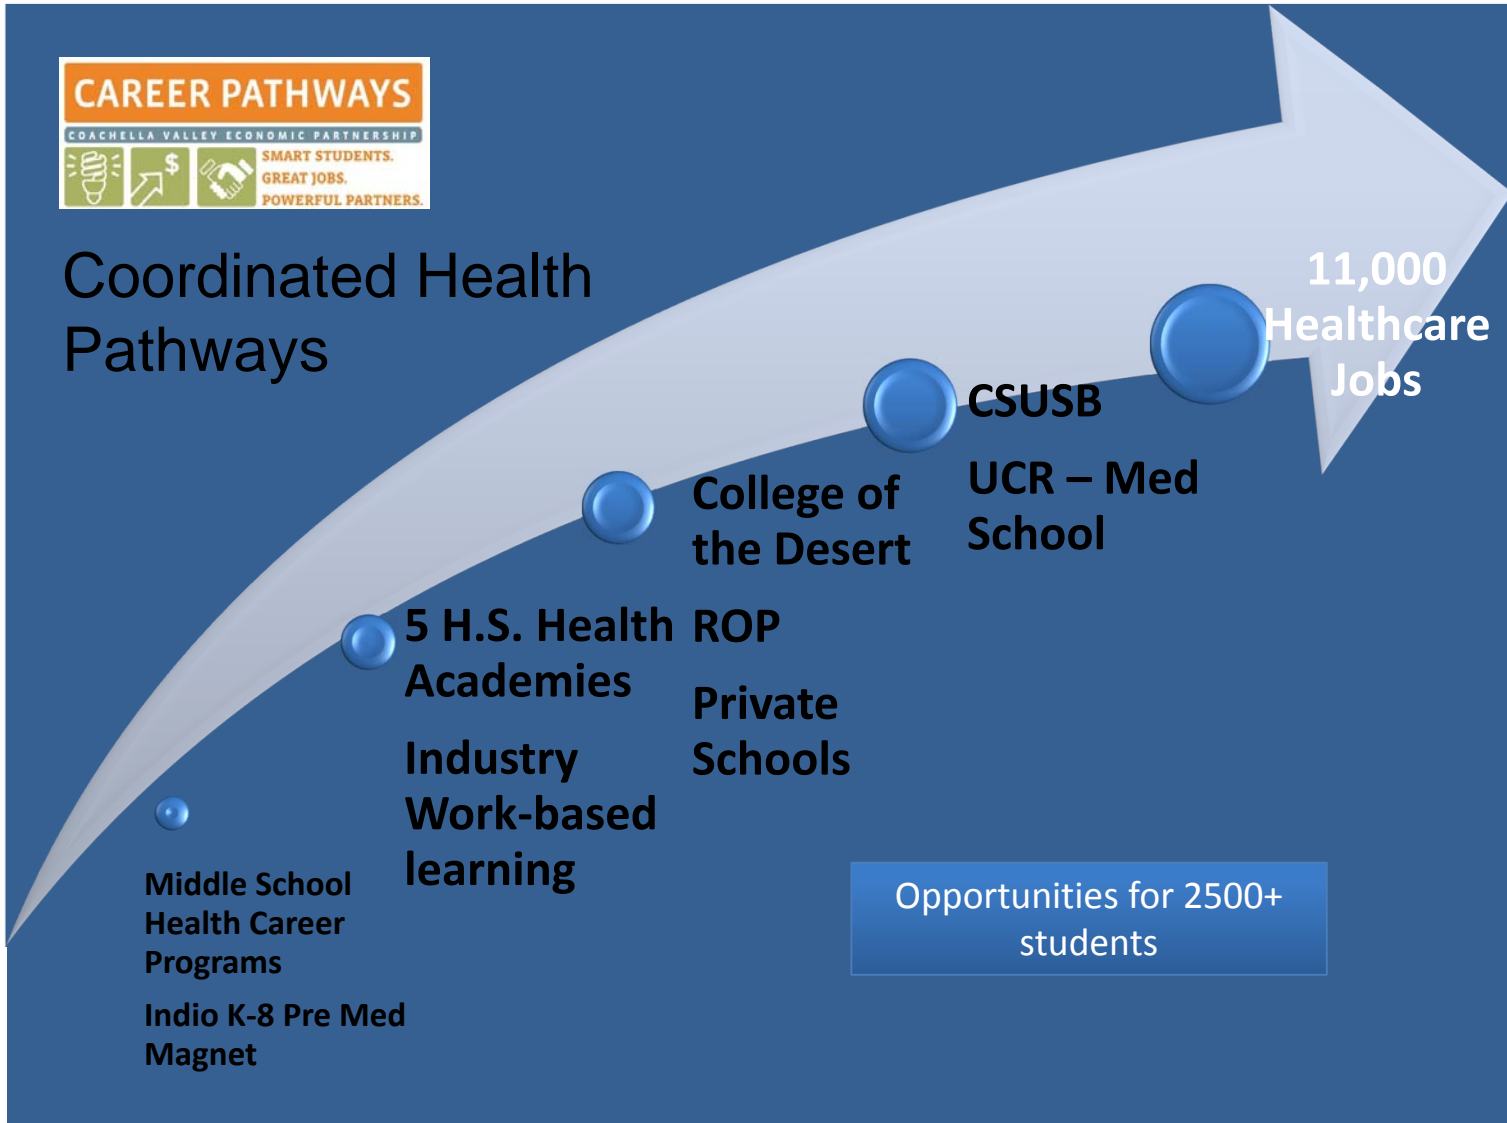 CAREER PATHWAYS
COACHELLA VALLEY ECONOMIC PARTNERSHIP
$
SMART STUDENTS.
GREAT JOBS.
POWERFUL PARTNERS.
Coordinated Health
Pathways
Middle School
Health Career
Programs
Indio K-8 Pre Med
Magnet
5 H.S. Health
Academies
Industry
Work-based
learning
College of
the Desert
ROP
Private
Schools
CSUSB
UCR – Med
School
11,000
Healthcare
Jobs
Opportunities for 2500+
students